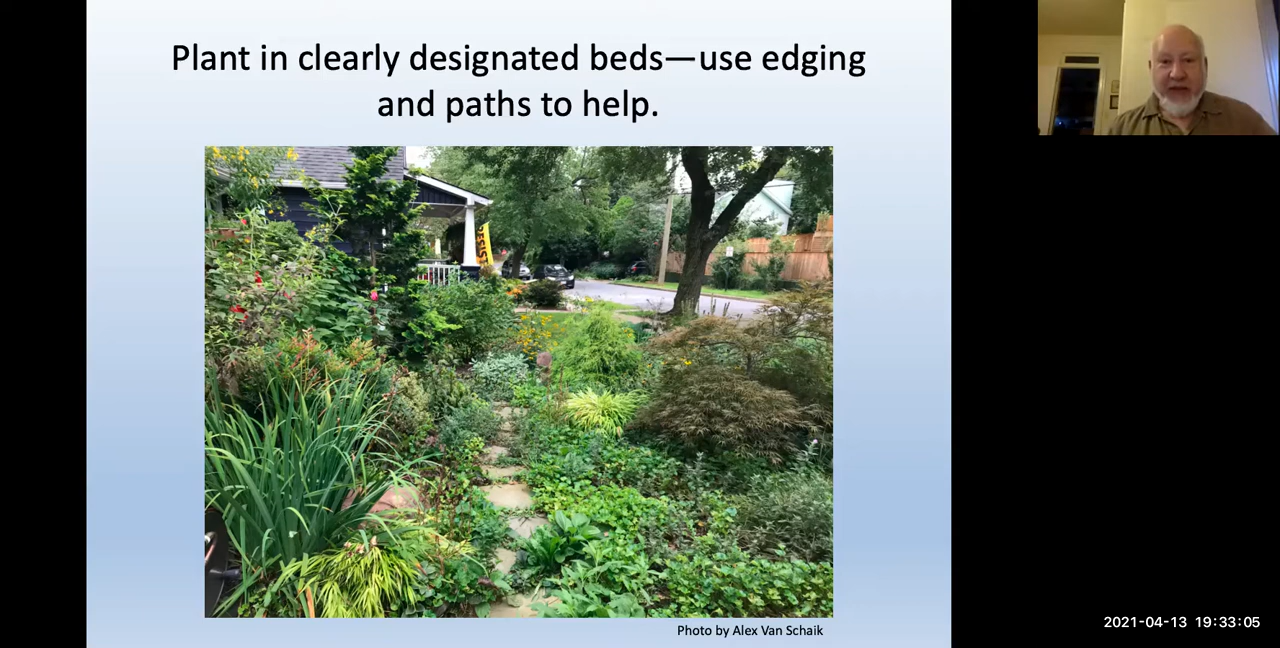 Plant in clearly designated beds—use edging
and paths to help.
RESIST
Photo by Alex Van Schaik
2021-04-13 19:33:05